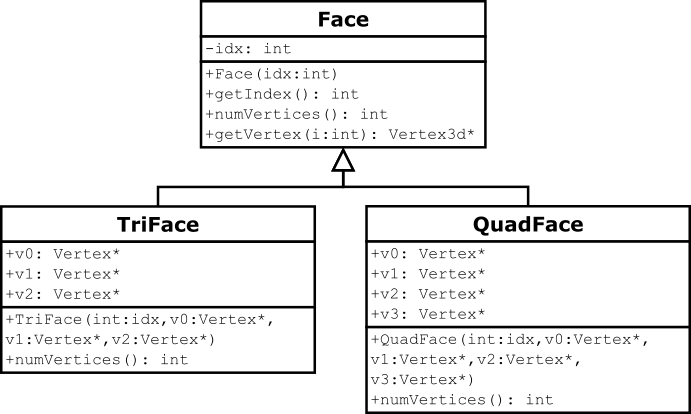 Face
-idx: int
+Face(idx:int)
+getIndex(): int
+numVertices(): int
+getVertex(i:int): Vertex3d*
TriFace
+v0: Vertex*
+v1: Vertex*
+v2: Vertex*
+TriFace(int:idx,v0:Vertex*,
v1:Vertex*,v2:Vertex*)
+numVertices(): int
QuadFace
+v0: Vertex*
+v1: Vertex*
+v2: Vertex*
+v3: Vertex*
+QuadFace(int:idx,v0:Vertex*,
v1:Vertex*,v2:Vertex*,
v3:Vertex*)
+numVertices(): int